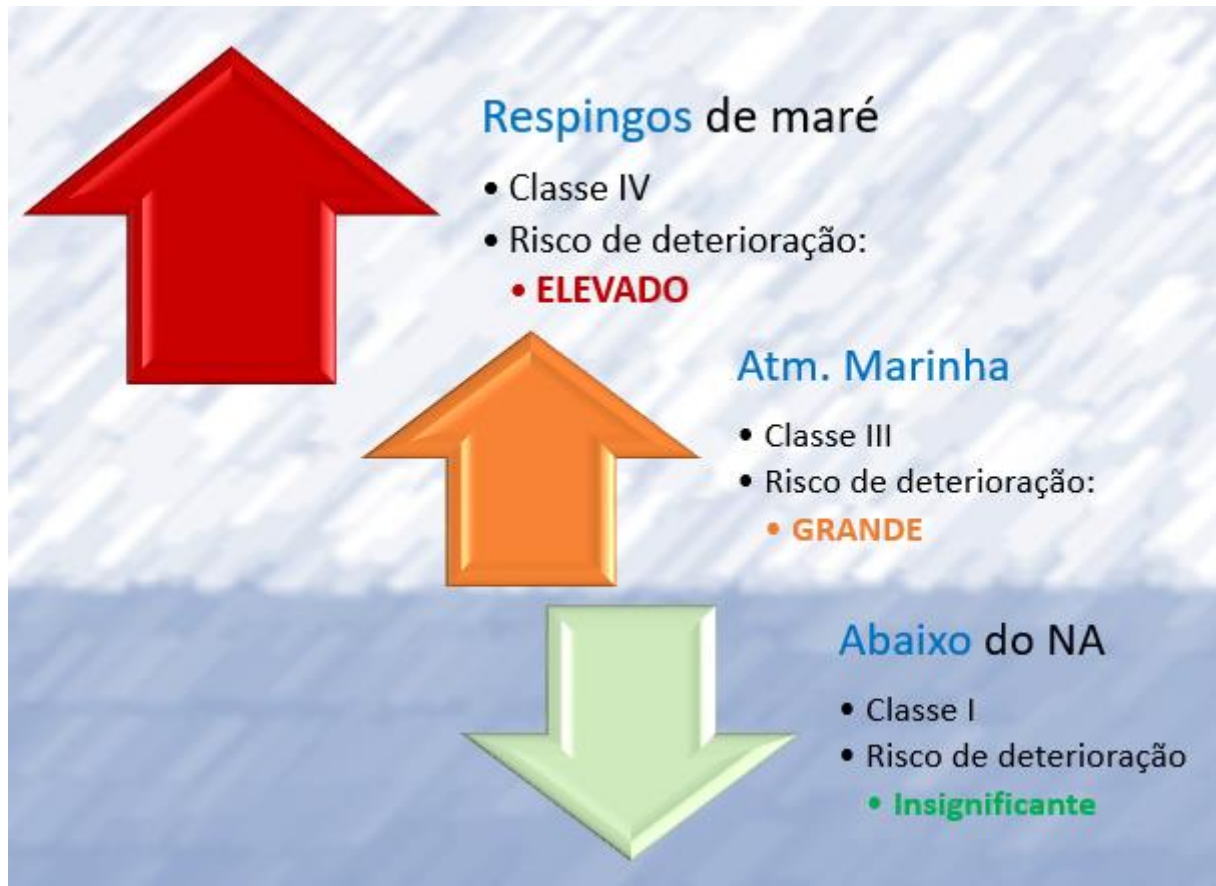 Respingos de maré
• Classe IV
• Risco de deterioração:
• ELEVADO
Atm. Marinha
• Classe III
• Risco de deterioração:
• GRANDE
Abaixo do NA
• Classe I
• Risco de deterioração
• Insignificante